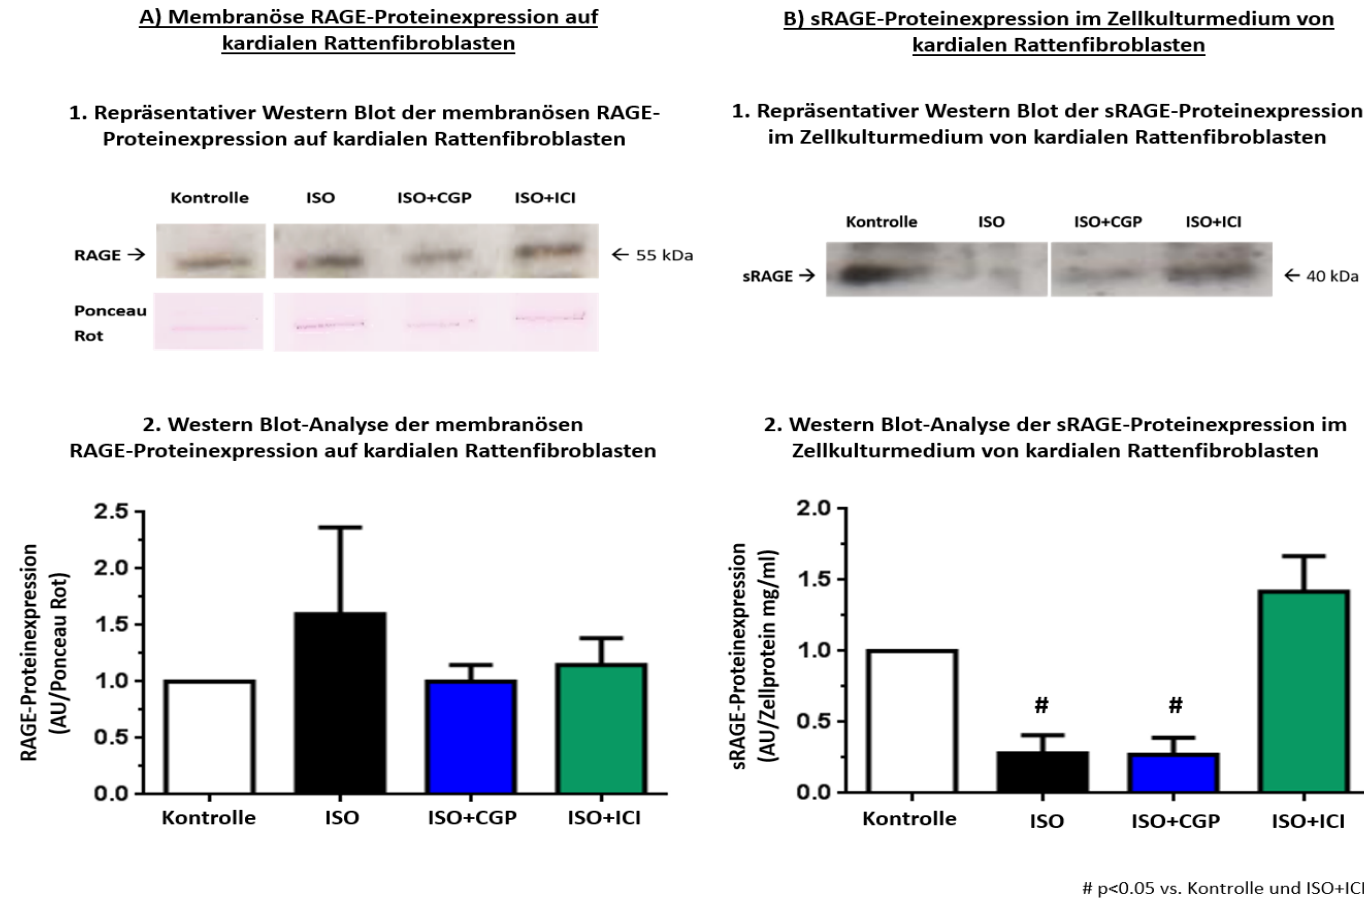 A) Membranöse RAGE-Proteinexpression auf
kardialen Rattenfibroblasten
1. Repräsentativer Western Blot der membranösen RAGE-
Proteinexpression auf kardialen Rattenfibroblasten
Kontrolle ISO ISO+CGP ISO+ICI
RAGE → ← 55 kDa
Ponceau
Rot
2. Western Blot-Analyse der membranösen
RAGE-Proteinexpression auf kardialen Rattenfibroblasten
RAGE-Proteinexpression
(AU/Ponceau Rot)
2.5
2.0
1.5
1.0
0.5
0.0
Kontrolle ISO ISO+CGP ISO+ICI
B) sRAGE-Proteinexpression im Zellkulturmedium von
kardialen Rattenfibroblasten
1. Repräsentativer Western Blot der sRAGE-Proteinexpression
im Zellkulturmedium von kardialen Rattenfibroblasten
Kontrolle ISO ISO+CGP ISO+ICI
sRAGE → ← 40 kDa
2. Western Blot-Analyse der sRAGE-Proteinexpression im
Zellkulturmedium von kardialen Rattenfibroblasten
sRAGE-Proteinexpression
(AU/Zellprotein mg/ml)
2.0
1.5
1.0
0.5
0.0
# #
Kontrolle ISO ISO+CGP ISO+ICI
# p<0.05 vs. Kontrolle und ISO+ICI